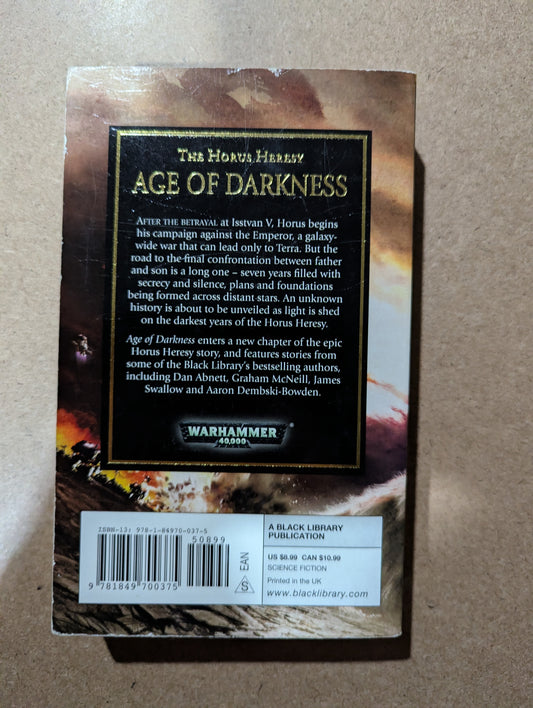 THE HORUS HERESY
AGE OF DARKNESS
AFTER THE BETRAYAL at Isstvan V, Horus begins
his campaign against the Emperor, a galaxy-
wide war that can lead only to Terra. But the
road to the final confrontation between father
and son is a long one – seven years filled with
secrecy and silence, plans and foundations
being formed across distant stars. An unknown
history is about to be unveiled as light is shed
on the darkest years of the Horus Heresy.
Age of Darkness enters a new chapter of the epic
Horus Heresy story, and features stories from
some of the Black Library's bestselling authors,
including Dan Abnett, Graham McNeill, James
Swallow and Aaron Dembski-Bowden.
WARHAMMER
40,000
ISBN-13: 978-1-84970-037-5
50899
9 781849 700375
EAN
S
A BLACK LIBRARY
PUBLICATION
US $8.99 CAN $10.99
SCIENCE FICTION
Printed in the UK
www.blacklibrary.com